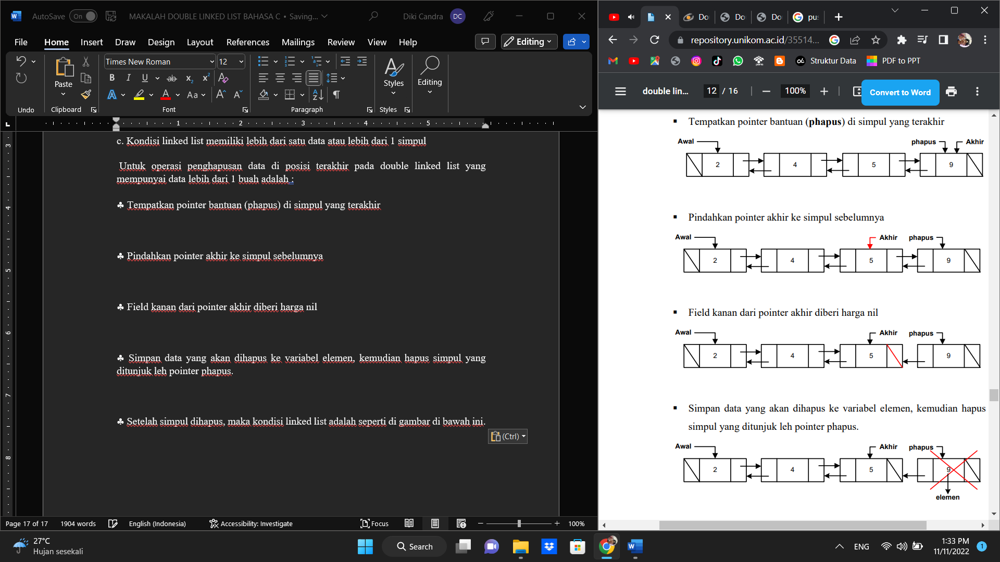 AutoSave On MAKALAH DOUBLE LINKED LIST BAHASA C • Saving... Diki Candra DC
File Home Insert Draw Design Layout References Mailings Review View Help Editing
Times New Roman 12
Paste Styles Editing
Undo Clipboard Font Paragraph Styles
1 2 3 4 5
c. Kondisi linked list memiliki lebih dari satu data atau lebih dari 1 simpul
Untuk operasi penghapusan data di posisi terakhir pada double linked list yang
mempunyai data lebih dari 1 buah adalah :
♣ Tempatkan pointer bantuan (phapus) di simpul yang terakhir
♣ Pindahkan pointer akhir ke simpul sebelumnya
♣ Field kanan dari pointer akhir diberi harga nil
♣ Simpan data yang akan dihapus ke variabel elemen, kemudian hapus simpul yang
ditunjuk leh pointer phapus.
♣ Setelah simpul dihapus, maka kondisi linked list adalah seperti di gambar di bawah ini.
(Ctrl)
3
4
5
6
7
8
Page 17 of 17 1904 words English (Indonesia) Accessibility: Investigate Focus 100%
Do Do Do pus
repository.unikom.ac.id/35514...
Struktur Data PDF to PPT
double lin... 12 / 16 100% Convert to Word
▪ Tempatkan pointer bantuan (phapus) di simpul yang terakhir
Awal phapus Akhir
2 4 5 9
▪ Pindahkan pointer akhir ke simpul sebelumnya
Awal Akhir phapus
2 4 5 9
▪ Field kanan dari pointer akhir diberi harga nil
Awal Akhir phapus
2 4 5 9
▪ Simpan data yang akan dihapus ke variabel elemen, kemudian hapus
simpul yang ditunjuk leh pointer phapus.
Awal Akhir phapus
2 4 5 9
elemen
27°C
Hujan sesekali
Search
ENG
1:33 PM
11/11/2022
1